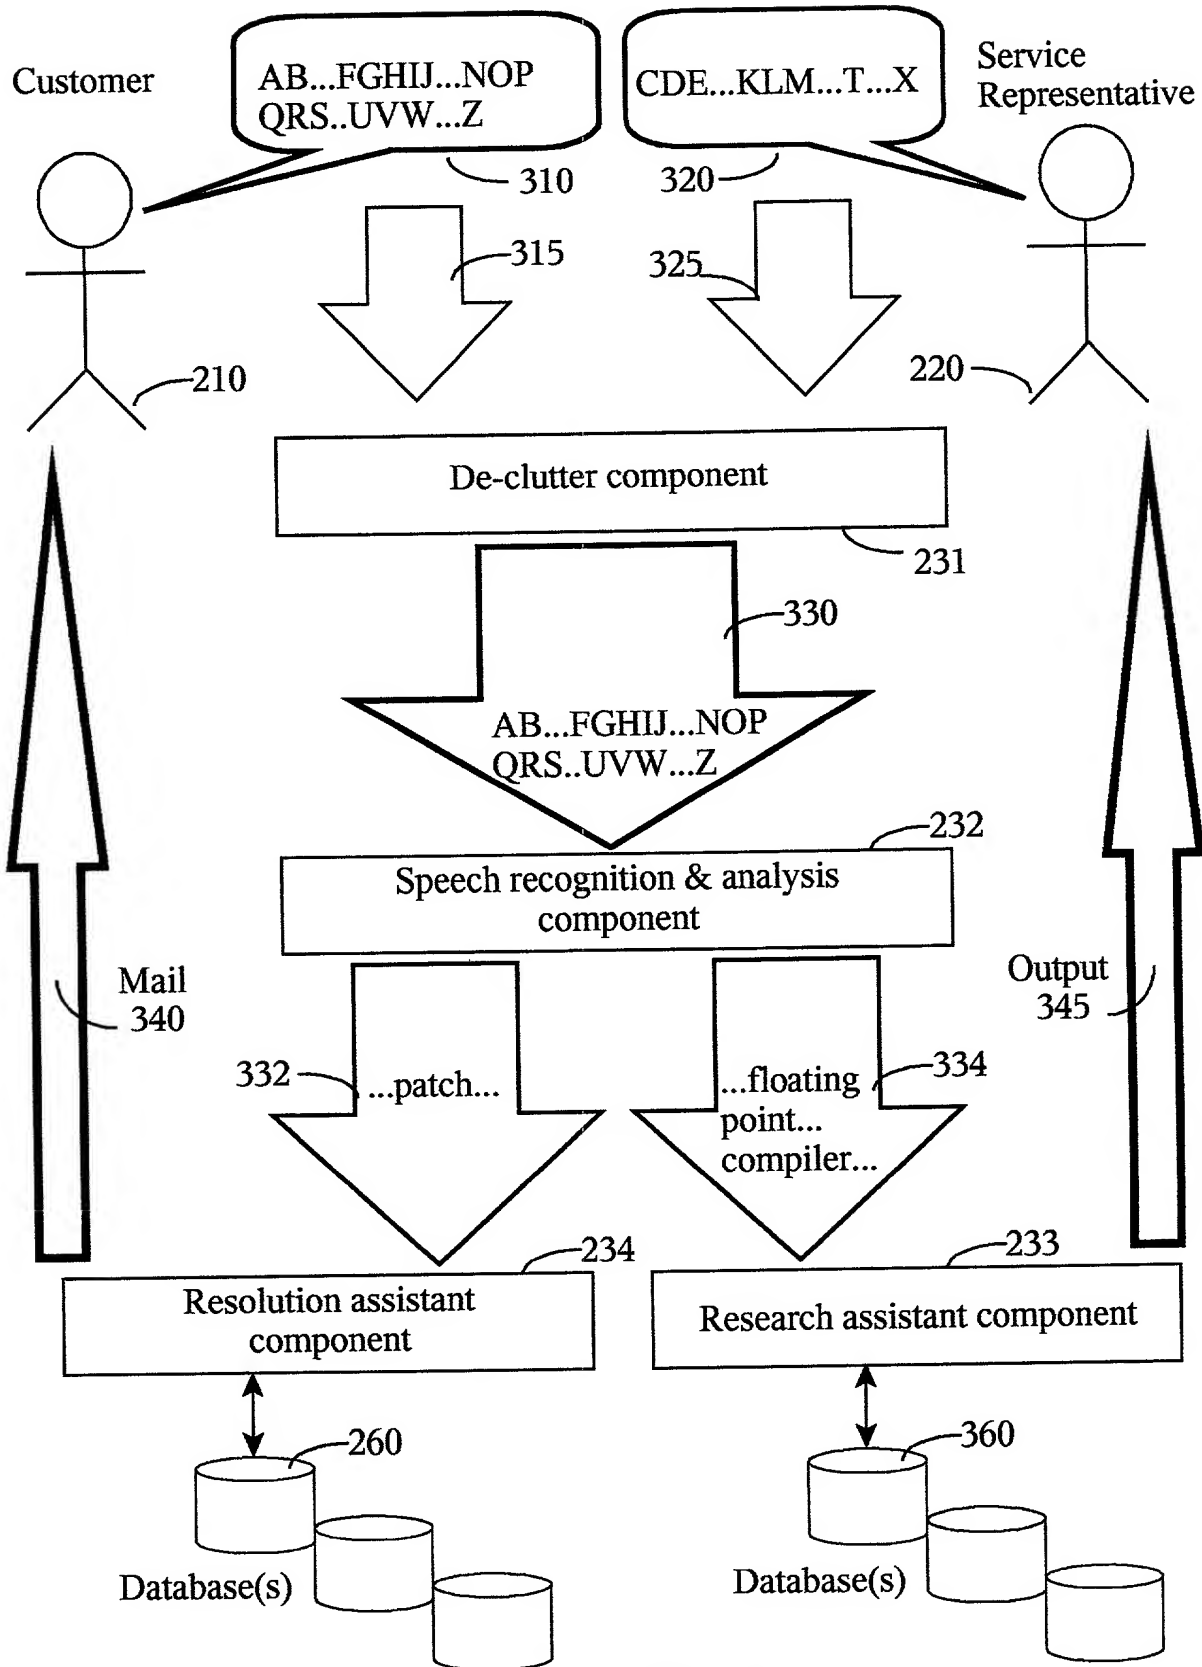 Customer
AB...FGHIJ...NOP
QRS..UVW...Z
CDE...KLM...T...X
Service
Representative
310
320
315
325
210
220
De-clutter component
231
330
AB...FGHIJ...NOP
QRS..UVW...Z
232
Speech recognition & analysis
component
Mail
340
Output
345
332
...patch...
...floating
point...
compiler...
334
234
233
Resolution assistant
component
Research assistant component
260
360
Database(s)
Database(s)